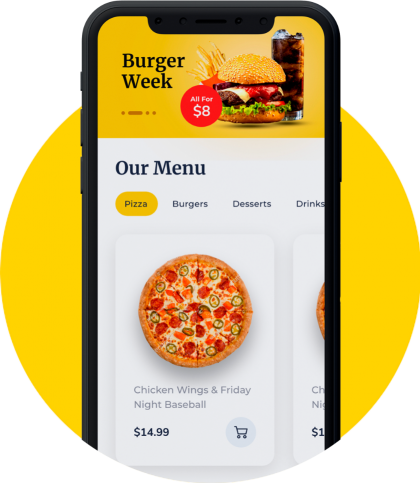 Burger
Week
All For
$8
Our Menu
Pizza Burgers Desserts Drinks
Chicken Wings & Friday
Night Baseball
$14.99
Ch
Nig
$1